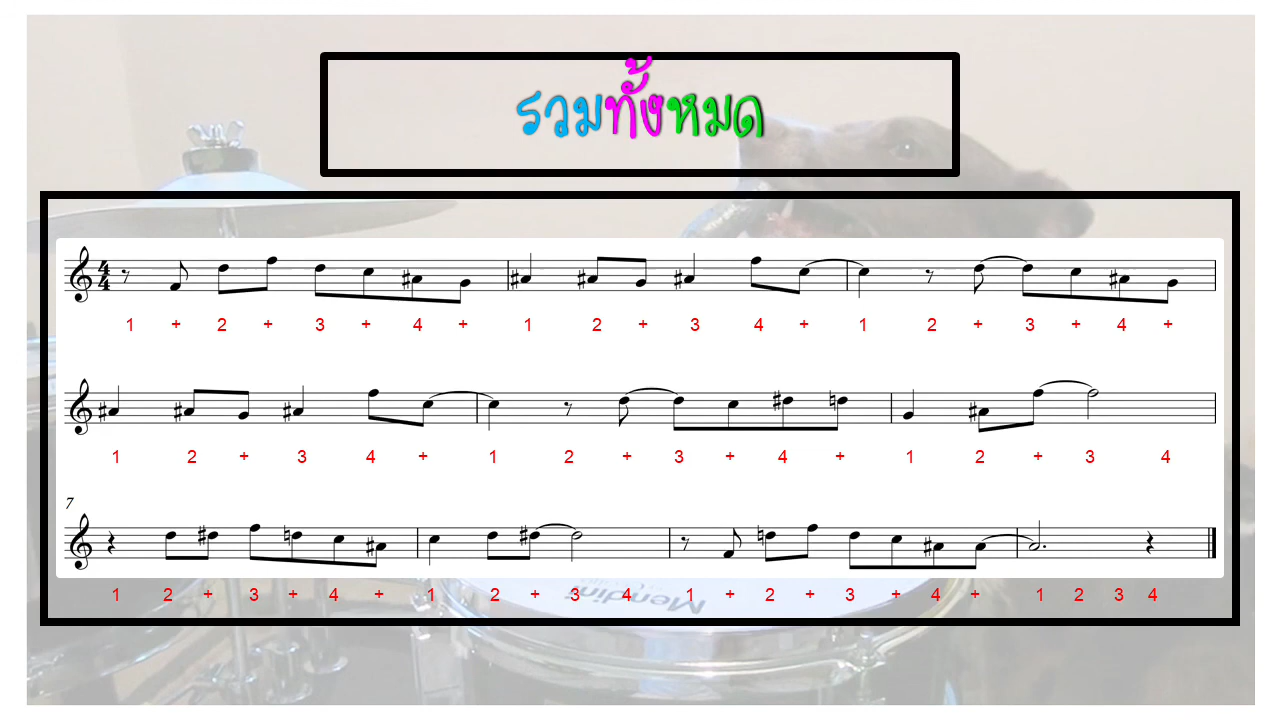 รวมทั้งหมด
4
4
1 + 2 + 3 + 4 + 1 2 + 3 4 + 1 2 + 3 + 4 +
1 2 + 3 4 + 1 2 + 3 + 4 + 1 2 + 3 4
7
1 2 + 3 + 4 + 1 2 + 3 4 1 + 2 + 3 + 4 + 1 2 3 4
Mendini